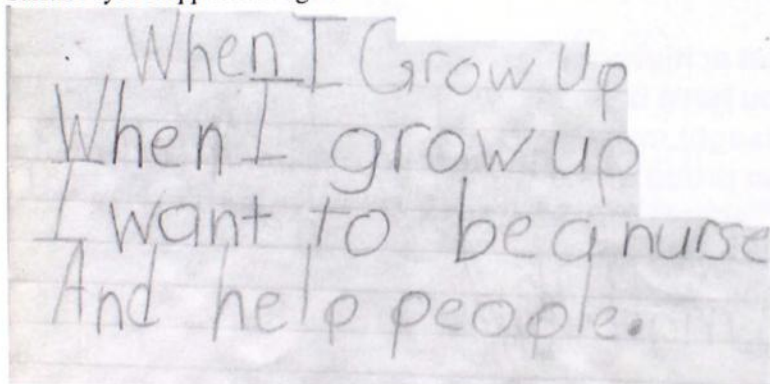 When I Grow Up
When I grow up
I want to be a nurse
And help people.